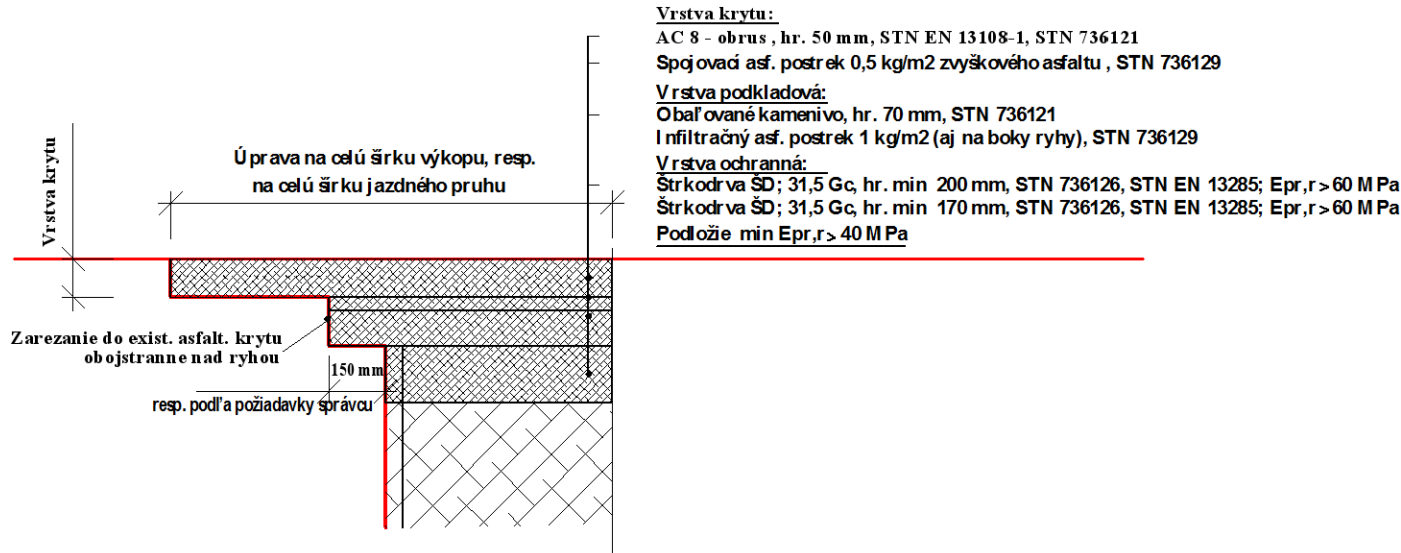 Vrstva krytu:
AC 8 - obrus , hr. 50 mm, STN EN 13108-1, STN 736121
Spojovací asf. postrek 0,5 kg/m2 zvyškového asfaltu , STN 736129
Vrstva podkladová:
Obaľované kamenivo, hr. 70 mm, STN 736121
Infiltračný asf. postrek 1 kg/m2 (aj na boky ryhy), STN 736129
Vrstva ochranná:
Štrkodrva ŠD; 31,5 Gc, hr. min 200 mm, STN 736126, STN EN 13285; Epr,r > 60 MPa
Štrkodrva ŠD; 31,5 Gc, hr. min 170 mm, STN 736126, STN EN 13285; Epr,r > 60 MPa
Podložie min Epr,r > 40 MPa
Úprava na celú šírku výkopu, resp.
na celú šírku jazdného pruhu
Vrstva krytu
Zarezanie do exist. asfalt. krytu
obojstranne nad ryhou
150 mm
resp. podľa požiadavky správcu